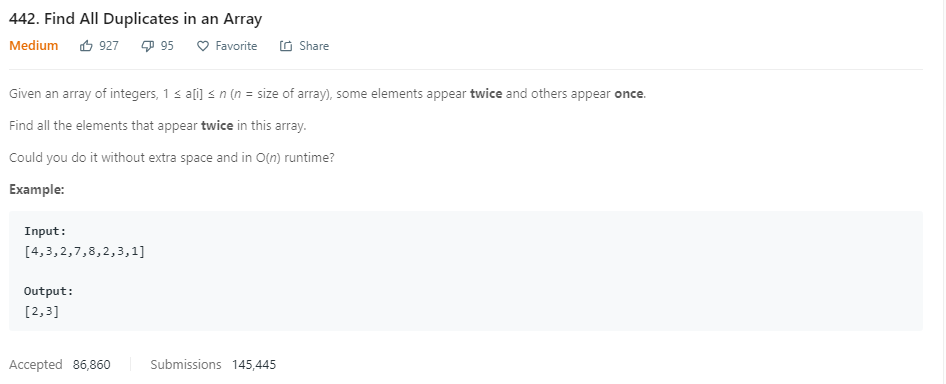 442. Find All Duplicates in an Array
Medium 927 95 Favorite Share
Given an array of integers, 1 ≤ a[i] ≤ n (n = size of array), some elements appear twice and others appear once.
Find all the elements that appear twice in this array.
Could you do it without extra space and in O(n) runtime?
Example:
Input:
[4,3,2,7,8,2,3,1]
Output:
[2,3]
Accepted 86,860 Submissions 145,445